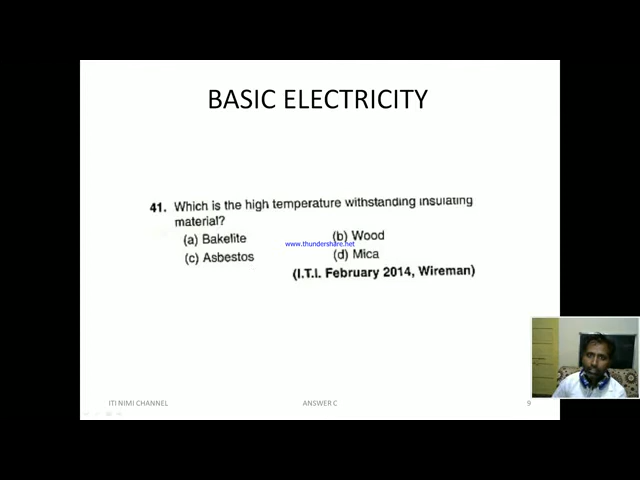 BASIC ELECTRICITY
41. Which is the high temperature withstanding insulating
material?
(a) Bakelite (b) Wood
www.thundershare.net
(c) Asbestos (d) Mica
(I.T.I. February 2014, Wireman)
ITI NIMI CHANNEL ANSWER C 9